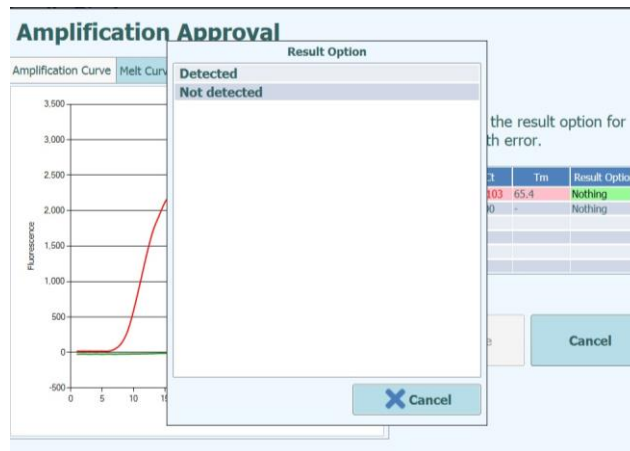 Amplification Approval
Result Option
Amplification Curve
Melt Curv
Detected
Not detected
the result option for
th error.
3.500
3.000
2.500
2.000
1.500
1.000
500
0
-500
Fluorescence
0 5 10 15
Ct Tm Result Optio
103 65.4 Nothing
00 - Nothing
Cancel
Cancel